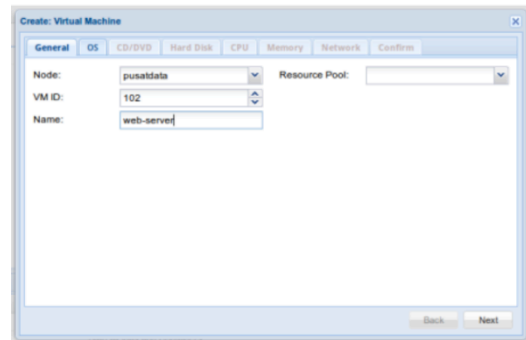 Create: Virtual Machine
General OS CD/DVD Hard Disk CPU Memory Network Confirm
Node: pusatdata Resource Pool:
VM ID: 102
Name: web-server
Back Next